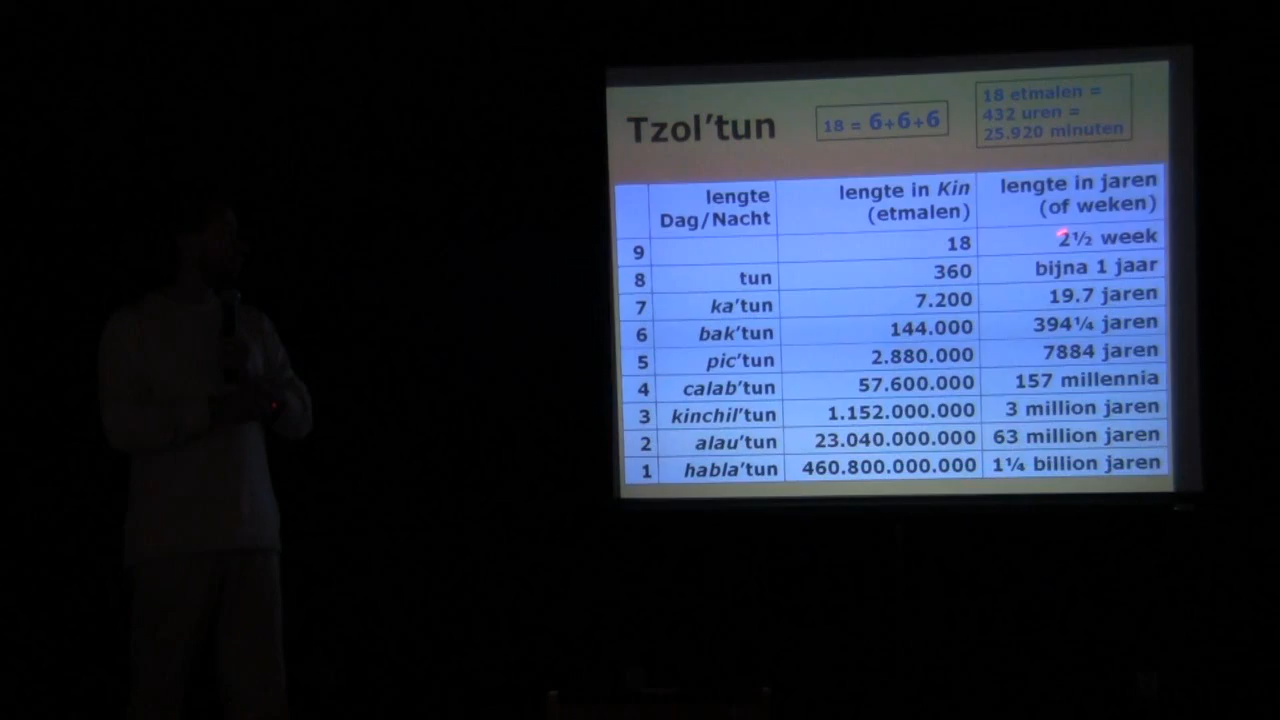 Tzol'tun
18 = 6+6+6
18 etmalen =
432 uren =
25.920 minuten
lengte Dag/Nacht lengte in Kin (etmalen) lengte in jaren (of weken)
9 18 2½ week
8 tun 360 bijna 1 jaar
7 ka'tun 7.200 19.7 jaren
6 bak'tun 144.000 394¼ jaren
5 pic'tun 2.880.000 7884 jaren
4 calab'tun 57.600.000 157 millennia
3 kinchil'tun 1.152.000.000 3 million jaren
2 alau'tun 23.040.000.000 63 million jaren
1 habla'tun 460.800.000.000 1¼ billion jaren